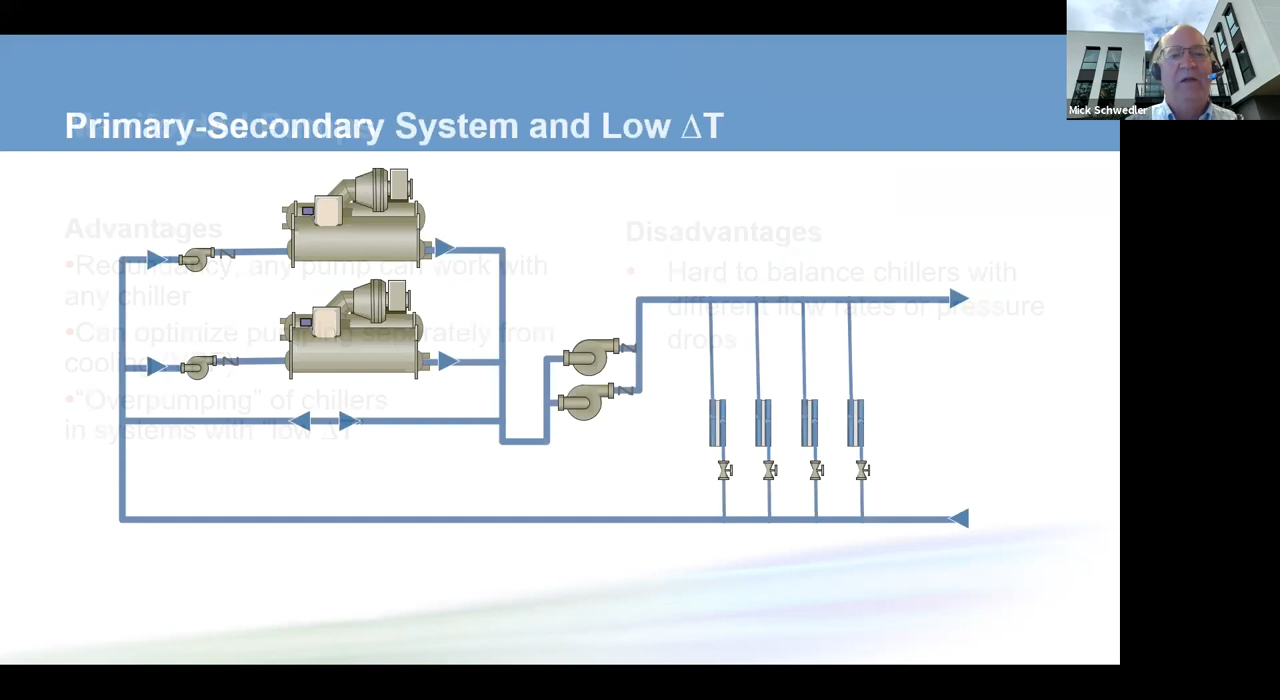 Primary-Secondary System and Low ΔT
Mick Schwedler
Advantages
•Redundancy, any pump can work with
any chiller
•Can optimize pumping separately from
•"Overpumping" of chillers
in systems with "low ΔT"
Disadvantages
• Hard to balance chillers with
different flow rates or pressure
drops